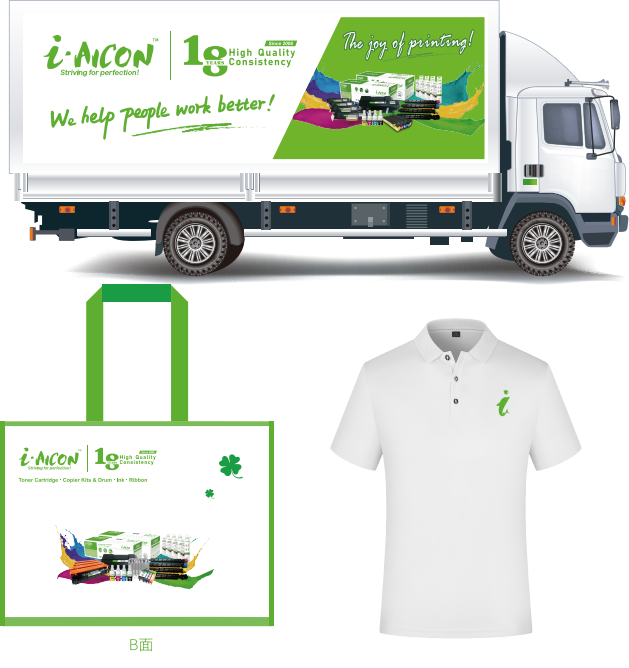 i·AICON™
Striving for perfection!
18 YEARS
Since 2006
High Quality
Consistency
We help people work better!
The joy of printing!
i·AICON
Striving for perfection!
18 YEARS
High Quality
Consistency
Toner Cartridge · Copier Kits & Drum · Ink · Ribbon
i
B面